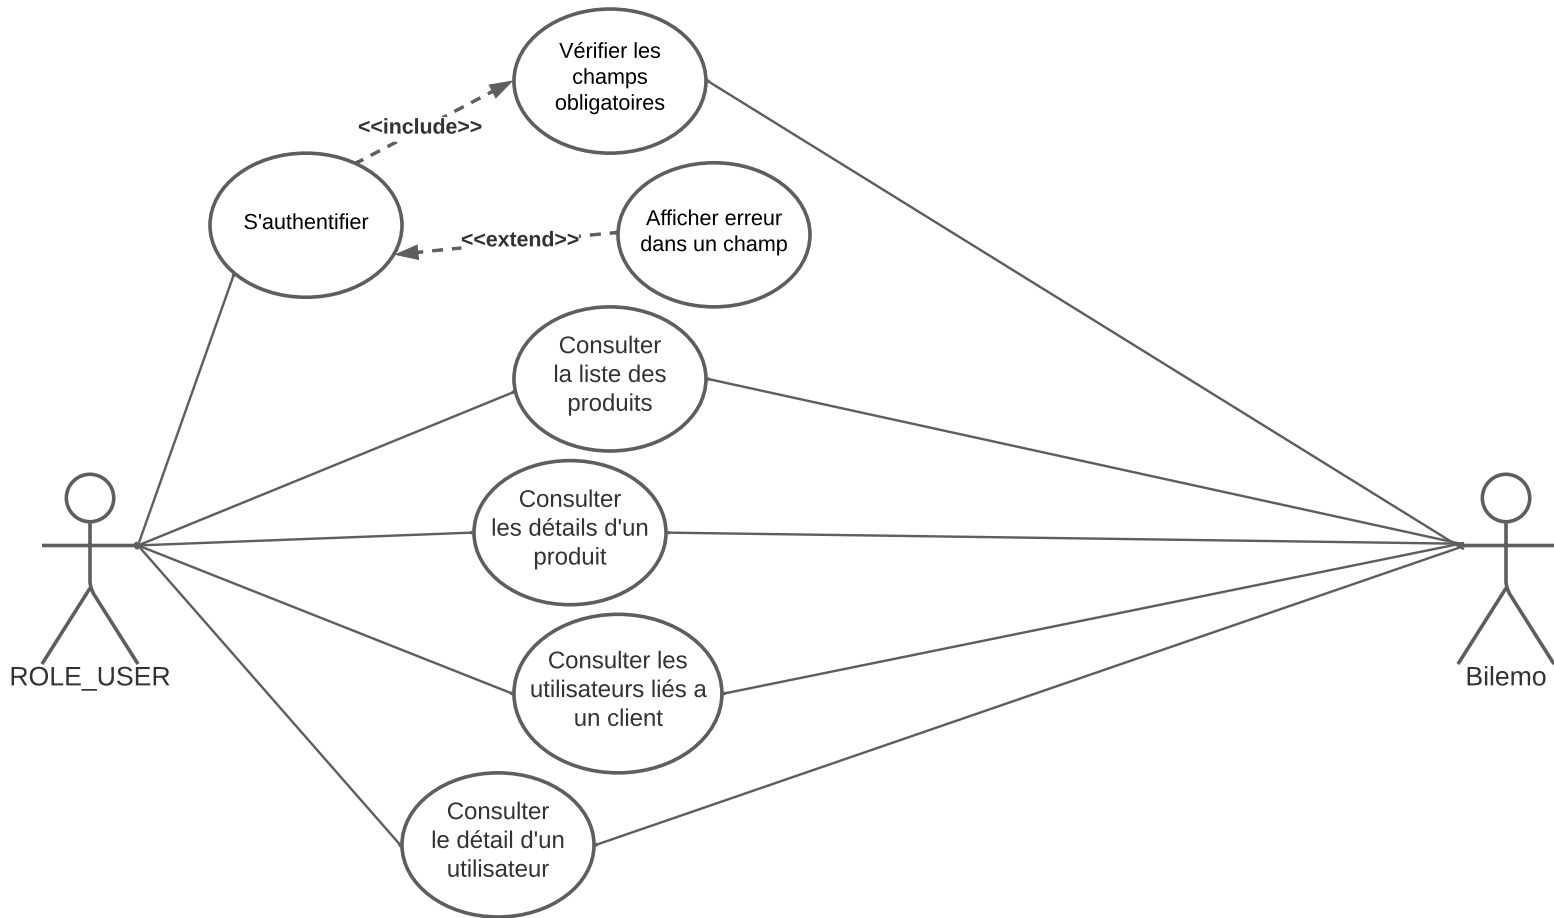 Vérifier les
champs
obligatoires
<<include>>
S'authentifier
Afficher erreur
dans un champ
<<extend>>
Consulter
la liste des
produits
Consulter
les détails d'un
produit
ROLE_USER
Bilemo
Consulter les
utilisateurs liés a
un client
Consulter
le détail d'un
utilisateur